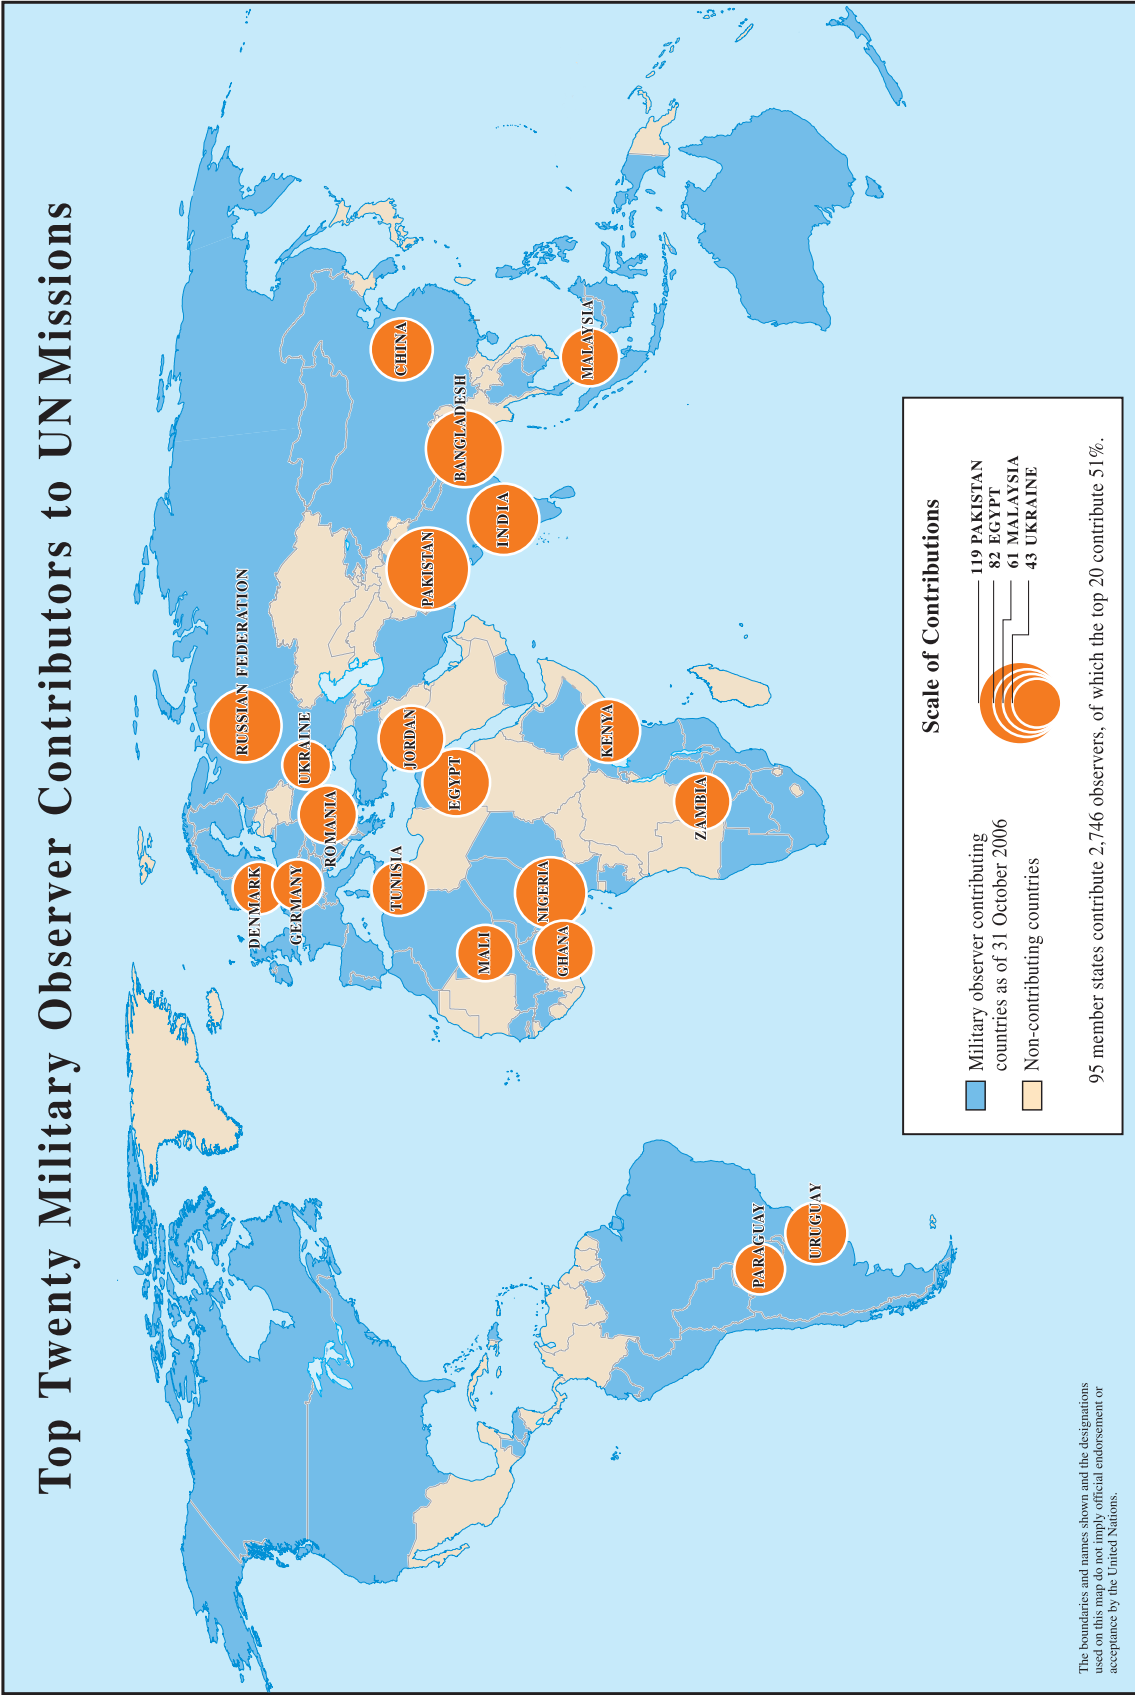 Top Twenty Military Observer Contributors to UN Missions
RUSSIAN FEDERATION
DENMARK
GERMANY
UKRAINE
ROMANIA
TUNISIA
JORDAN
EGYPT
PAKISTAN
CHINA
BANGLADESH
INDIA
MALI
NIGERIA
GHANA
KENYA
MALAYSIA
ZAMBIA
PARAGUAY
URUGUAY
Scale of Contributions
Military observer contributing
countries as of 31 October 2006
Non-contributing countries
119 PAKISTAN
82 EGYPT
61 MALAYSIA
43 UKRAINE
95 member states contribute 2,746 observers, of which the top 20 contribute 51%.
The boundaries and names shown and the designations
used on this map do not imply official endorsement or
acceptance by the United Nations.